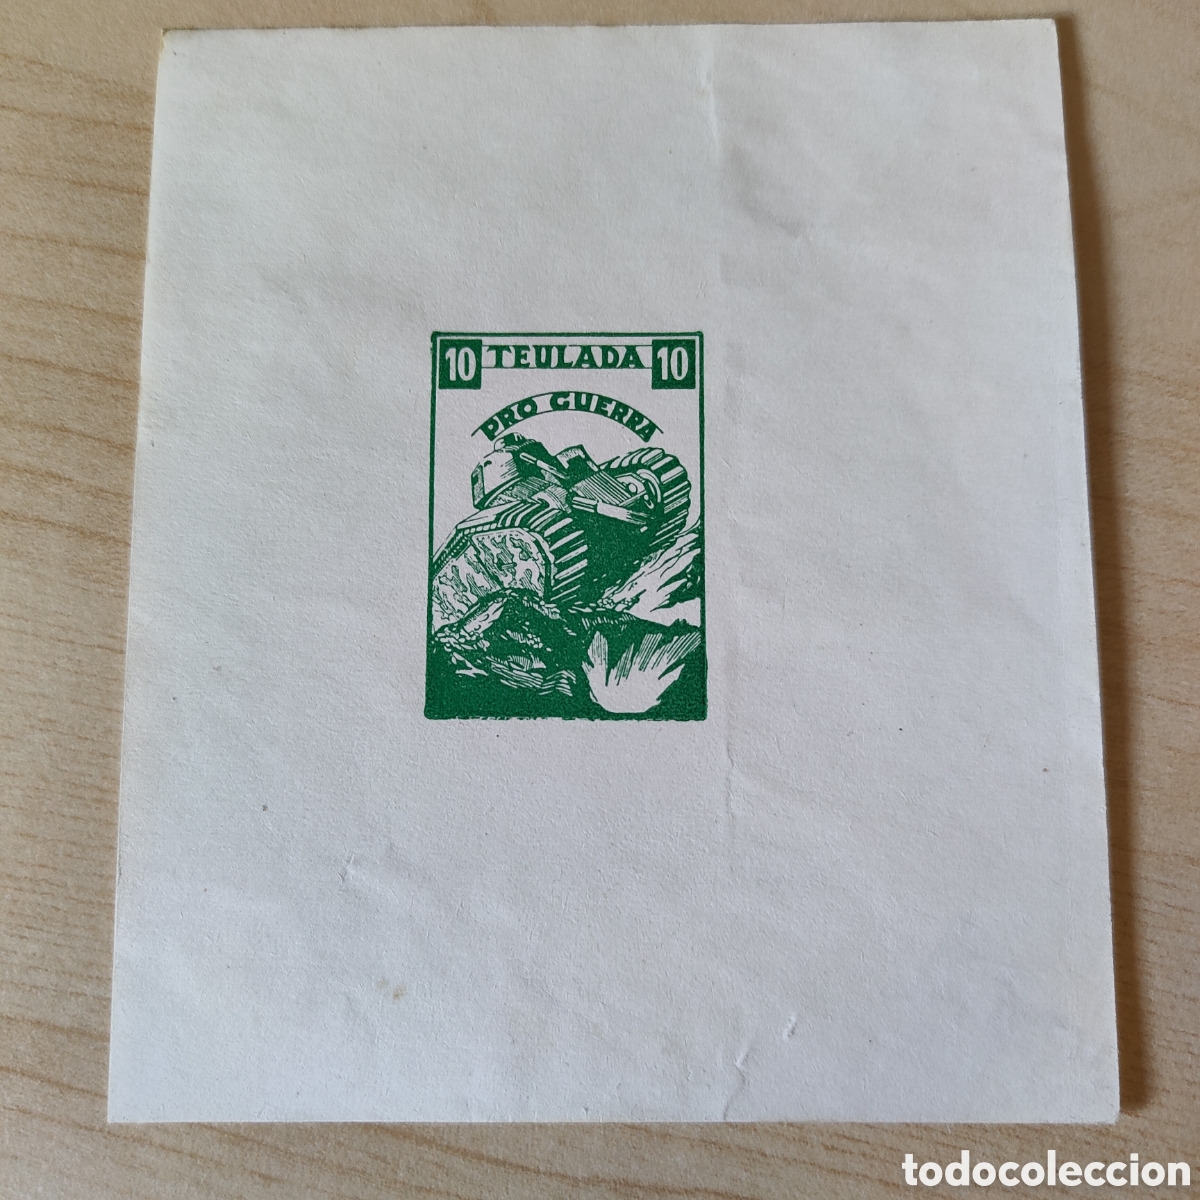 10 TEULADA 10
PRO GUERRA
todocoleccion